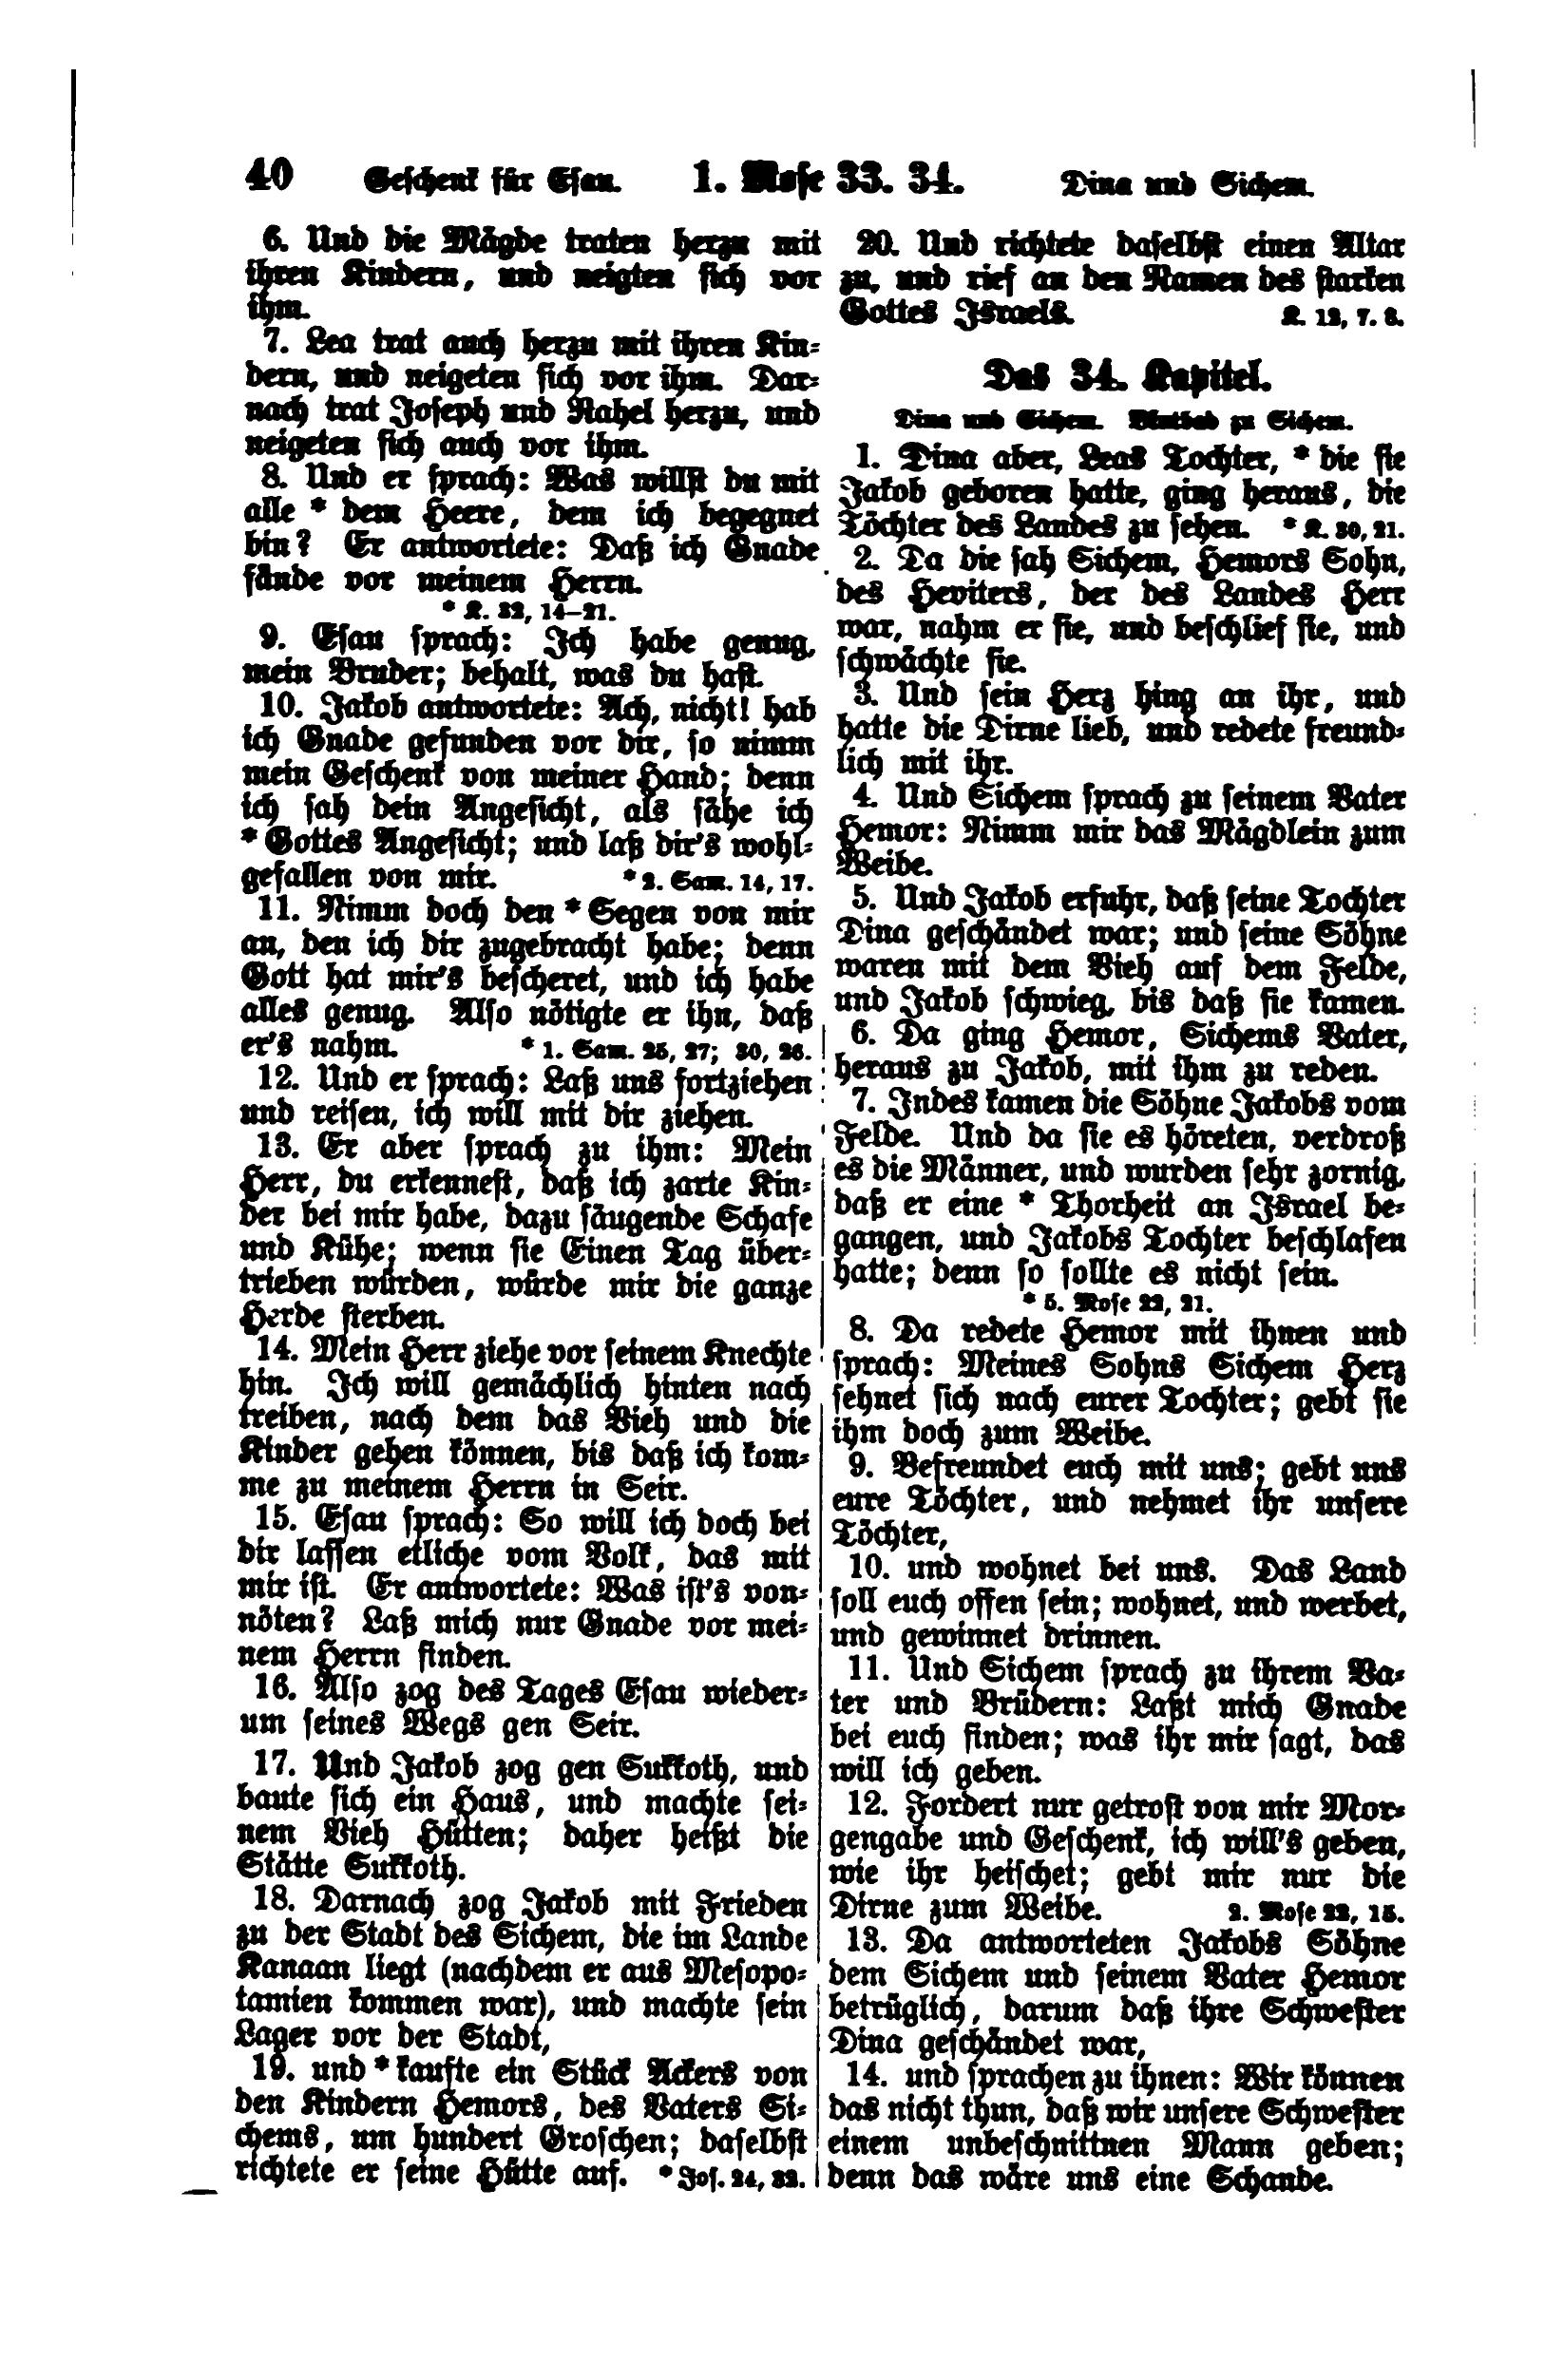 40 Geschenk für Esau. 1. Mose 33. 34. Dina und Sichem.
6. Und die Mägde traten herzu mit
ihren Kindern, und neigten sich vor
ihm.
7. Lea trat auch herzu mit ihren Kin-
dern, und neigeten sich vor ihm. Dar-
nach trat Joseph und Rahel herzu, und
neigeten sich auch vor ihm.
8. Und er sprach: Was willst du mit
alle * dem Heere, dem ich begegnet
bin? Er antwortete: Daß ich Gnade
fände vor meinem Herrn.
* K. 32, 14–21.
9. Esau sprach: Ich habe genug,
mein Bruder; behalt, was du hast.
10. Jakob antwortete: Ach, nicht! hab
ich Gnade gefunden vor dir, so nimm
mein Geschenk von meiner Hand; denn
ich sah dein Angesicht, als sähe ich
* Gottes Angesicht; und laß dir's wohl-
gefallen von mir. * 2. Sam. 14, 17.
11. Nimm doch den * Segen von mir
an, den ich dir zugebracht habe; denn
Gott hat mir's bescheret, und ich habe
alles genug. Also nötigte er ihn, daß
er's nahm. * 1. Sam. 25, 27; 30, 26.
12. Und er sprach: Laß uns fortziehen
und reisen, ich will mit dir ziehen.
13. Er aber sprach zu ihm: Mein
Herr, du erkennest, daß ich zarte Kin-
der bei mir habe, dazu säugende Schafe
und Kühe; wenn sie Einen Tag über-
trieben würden, würde mir die ganze
Herde sterben.
14. Mein Herr ziehe vor seinem Knechte
hin. Ich will gemächlich hinten nach
treiben, nach dem das Vieh und die
Kinder gehen können, bis daß ich kom-
me zu meinem Herrn in Seir.
15. Esau sprach: So will ich doch bei
dir lassen etliche vom Volk, das mit
mir ist. Er antwortete: Was ist's von-
nöten? Laß mich nur Gnade vor mei-
nem Herrn finden.
16. Also zog des Tages Esau wieder-
um seines Wegs gen Seir.
17. Und Jakob zog gen Sukkoth, und
baute sich ein Haus, und machte sei-
nem Vieh Hütten; daher heißt die
Stätte Sukkoth.
18. Darnach zog Jakob mit Frieden
zu der Stadt des Sichem, die im Lande
Kanaan liegt (nachdem er aus Mesopo-
tamien kommen war), und machte sein
Lager vor der Stadt,
19. und * kaufte ein Stück Ackers von
den Kindern Hemors, des Vaters Si-
chems, um hundert Groschen; daselbst
richtete er seine Hütte auf. * Jos. 24, 32.
20. Und richtete daselbst einen Altar
zu, und rief an den Namen des starken
Gottes Israels. K. 12, 7. 8.
Das 34. Kapitel.
Dina und Sichem. Blutbad zu Sichem.
1. Dina aber, Leas Tochter, * die sie
Jakob geboren hatte, ging heraus, die
Töchter des Landes zu sehen. * K. 30, 21.
2. Da die sah Sichem, Hemors Sohn,
des Heviters, der des Landes Herr
war, nahm er sie, und beschlief sie, und
schwächte sie.
3. Und sein Herz hing an ihr, und
hatte die Dirne lieb, und redete freund-
lich mit ihr.
4. Und Sichem sprach zu seinem Vater
Hemor: Nimm mir das Mägdlein zum
Weibe.
5. Und Jakob erfuhr, daß seine Tochter
Dina geschändet war; und seine Söhne
waren mit dem Vieh auf dem Felde,
und Jakob schwieg, bis daß sie kamen.
6. Da ging Hemor, Sichems Vater,
heraus zu Jakob, mit ihm zu reden.
7. Indes kamen die Söhne Jakobs vom
Felde. Und da sie es höreten, verdroß
es die Männer, und wurden sehr zornig,
daß er eine * Thorheit an Israel be-
gangen, und Jakobs Tochter beschlafen
hatte; denn so sollte es nicht sein.
* 5. Mose 22, 21.
8. Da redete Hemor mit ihnen und
sprach: Meines Sohns Sichem Herz
sehnet sich nach eurer Tochter; gebt sie
ihm doch zum Weibe.
9. Befreundet euch mit uns; gebt uns
eure Töchter, und nehmet ihr unsere
Töchter,
10. und wohnet bei uns. Das Land
soll euch offen sein; wohnet, und werbet,
und gewinnet drinnen.
11. Und Sichem sprach zu ihrem Va-
ter und Brüdern: Laßt mich Gnade
bei euch finden; was ihr mir sagt, das
will ich geben.
12. Fordert nur getrost von mir Mor-
gengabe und Geschenk, ich will's geben,
wie ihr heischet; gebt mir nur die
Dirne zum Weibe. 2. Mose 22, 15.
13. Da antworteten Jakobs Söhne
dem Sichem und seinem Vater Hemor
betrüglich, darum daß ihre Schwester
Dina geschändet war,
14. und sprachen zu ihnen: Wir können
das nicht thun, daß wir unsere Schwester
einem unbeschnittnen Mann geben;
denn das wäre uns eine Schande.